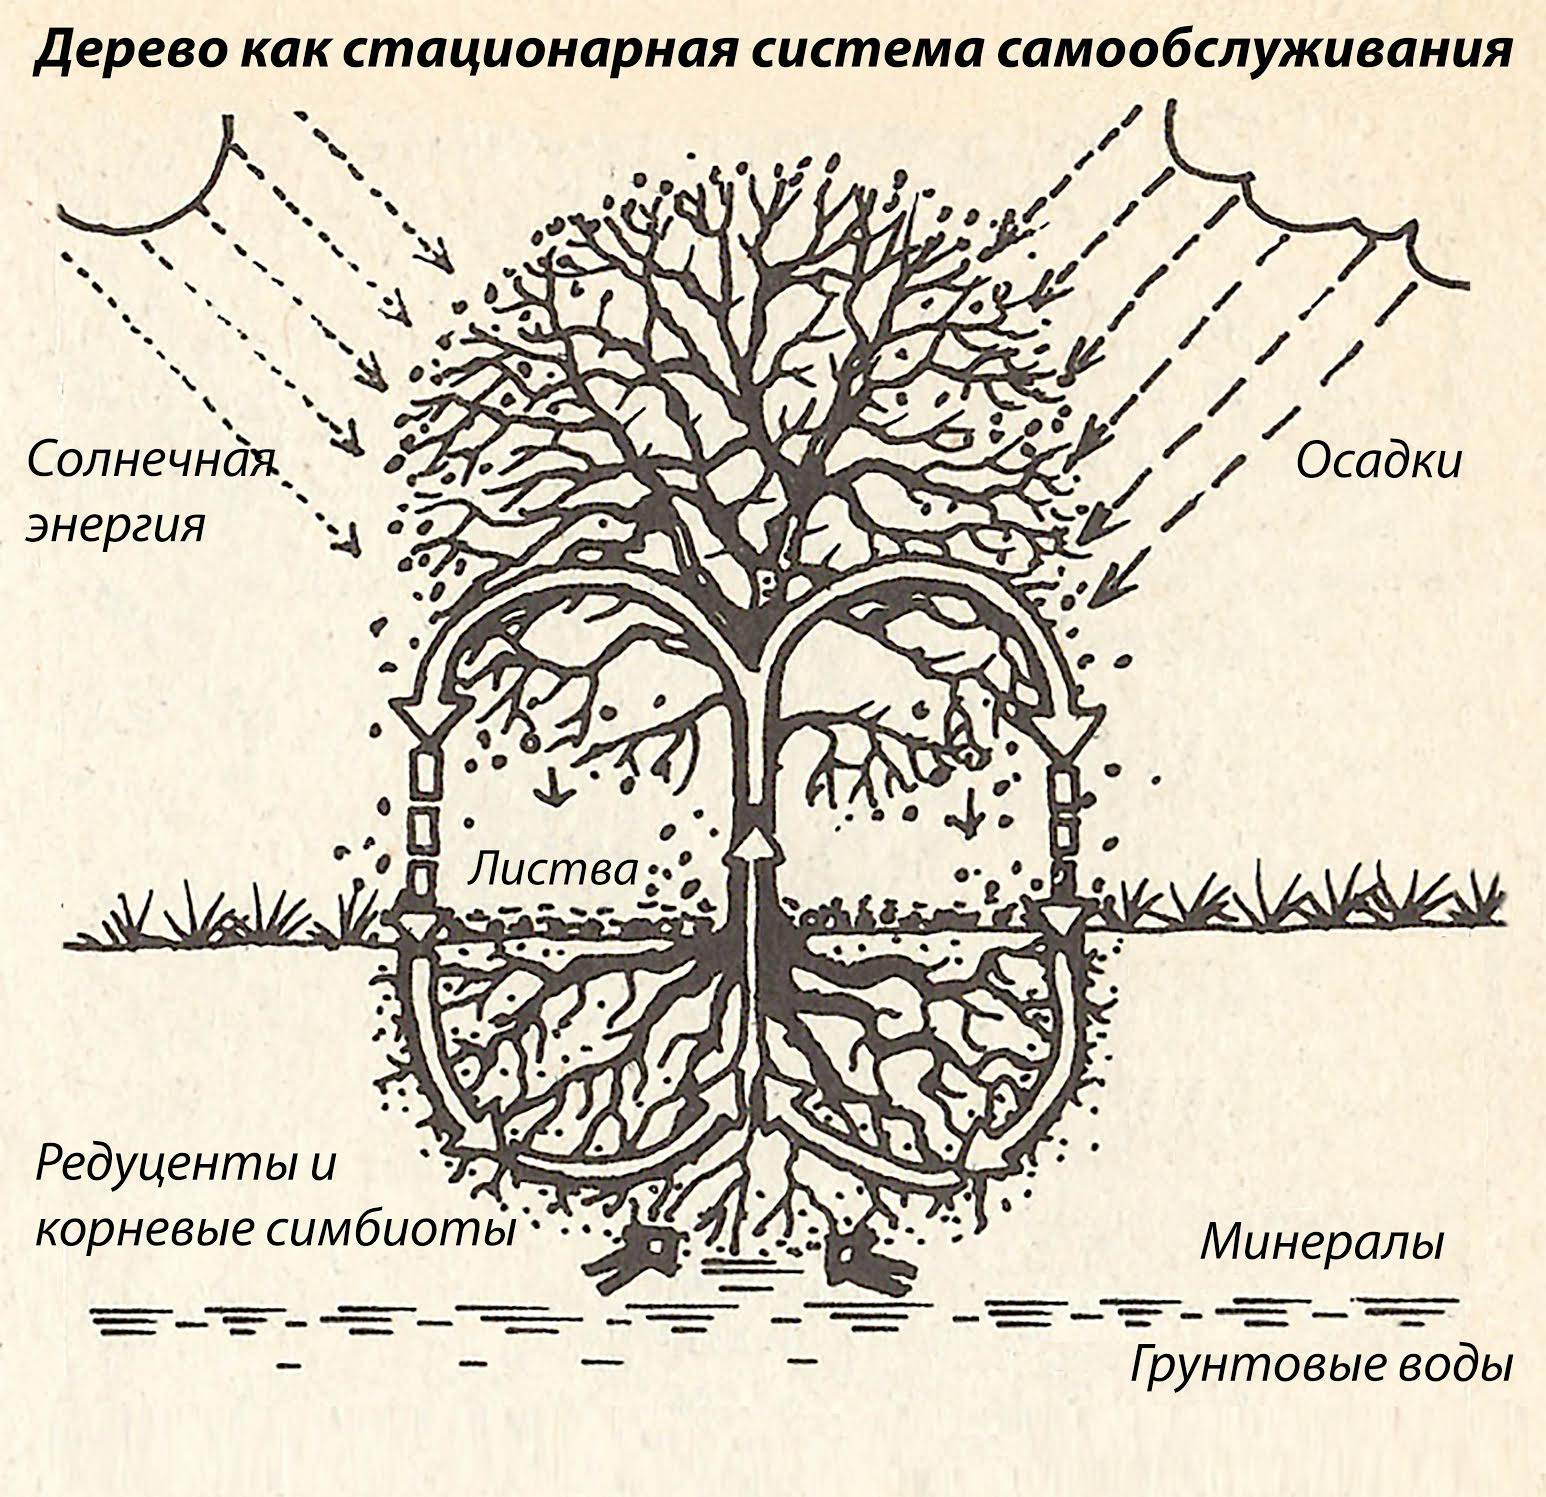 Дерево как стационарная система самообслуживания
Солнечная
энергия
Осадки
Листва
Редуценты и
корневые симбиоты
Минералы
Грунтовые воды